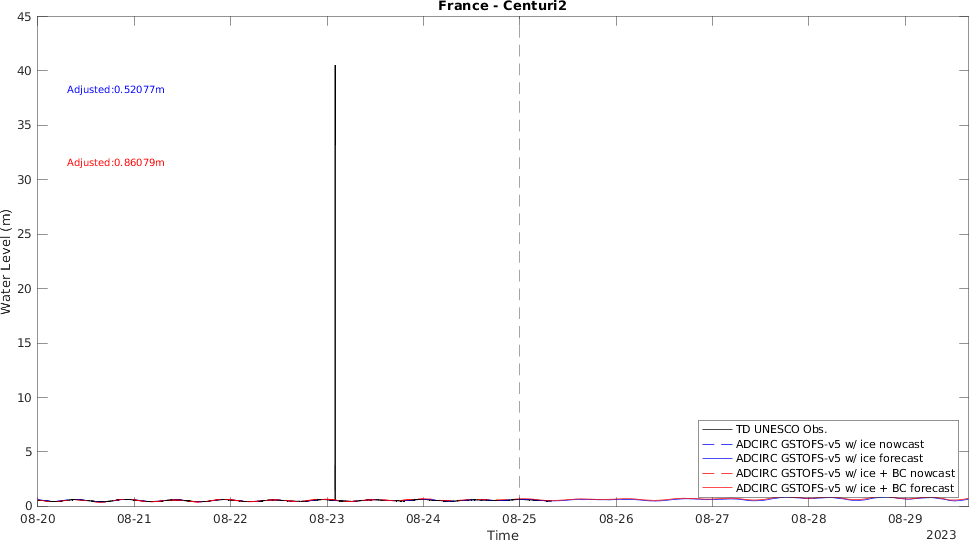 France - Centuri2
45
40
35
30
25
20
15
10
5
0
Water Level (m)
Adjusted:0.52077m
Adjusted:0.86079m
TD UNESCO Obs.
ADCIRC GSTOFS-v5 w/ ice nowcast
ADCIRC GSTOFS-v5 w/ ice forecast
ADCIRC GSTOFS-v5 w/ ice + BC nowcast
ADCIRC GSTOFS-v5 w/ ice + BC forecast
08-20 08-21 08-22 08-23 08-24 08-25 08-26 08-27 08-28 08-29
Time
2023